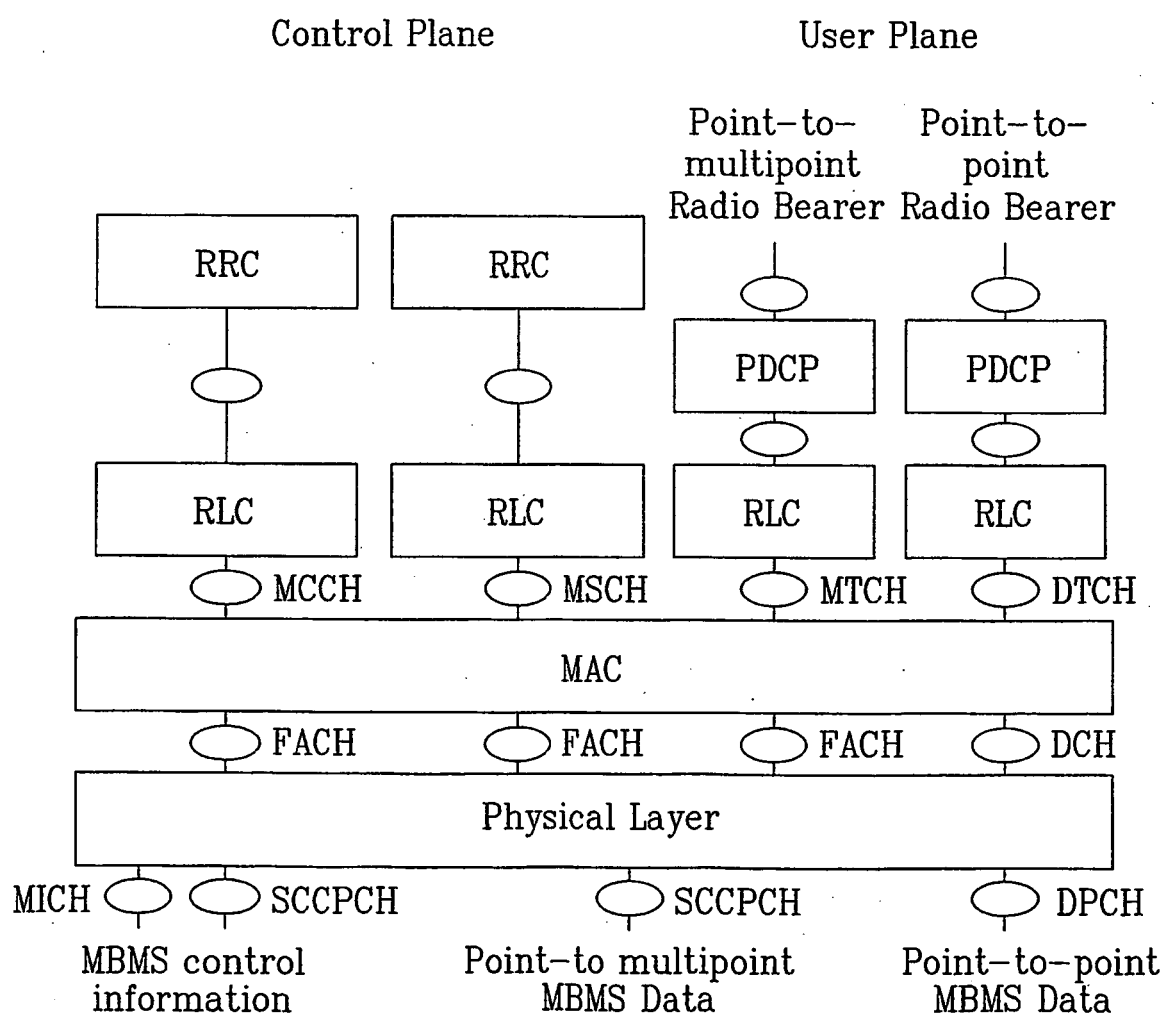 Control Plane
User Plane
Point-to-
multipoint
Radio Bearer
Point-to-
point
Radio Bearer
RRC
RRC
PDCP
PDCP
RLC
RLC
RLC
RLC
MCCH
MSCH
MTCH
DTCH
MAC
FACH
FACH
FACH
DCH
Physical Layer
MICH
SCCPCH
SCCPCH
DPCH
MBMS control
information
Point-to multipoint
MBMS Data
Point-to-point
MBMS Data